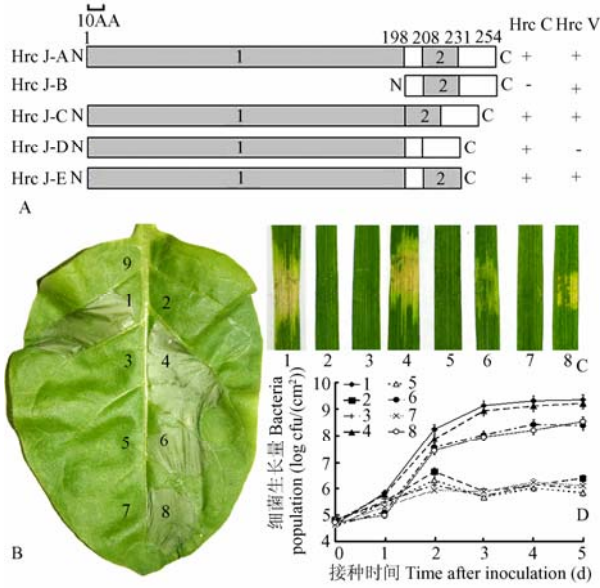 10AA
1 198 208 231 254 Hrc C Hrc V
Hrc J-A N 1 2 C + +
Hrc J-B N 2 C - +
Hrc J-C N 1 2 C + +
Hrc J-D N 1 C + -
Hrc J-E N 1 2 C + +
A
9
1 2
3 4
5 6
7 8
B
1 2 3 4 5 6 7 8
C
细菌生长量 Bacteria
population (log cfu/(cm²))
10
9
8
7
6
5
4
1 5
2 6
3 7
4 8
D
0 1 2 3 4 5
接种时间 Time after inoculation (d)